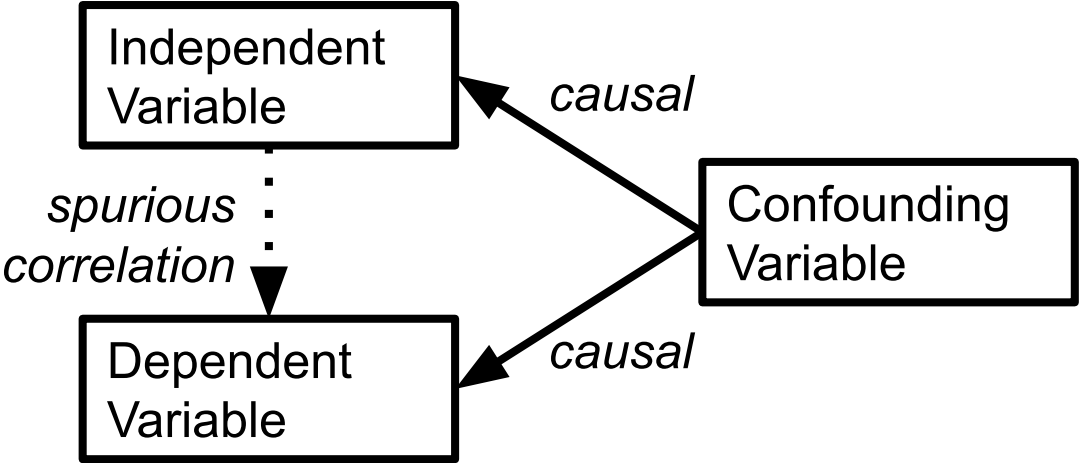 Independent
Variable
causal
spurious
correlation
Confounding
Variable
Dependent
Variable
causal